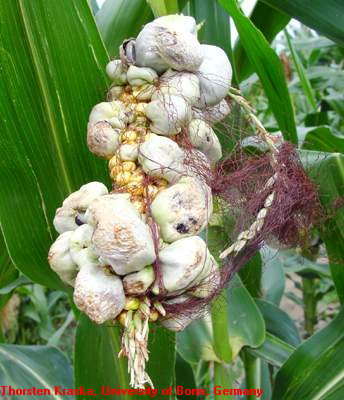 Thorsten Kraska, University of Bonn, Germany